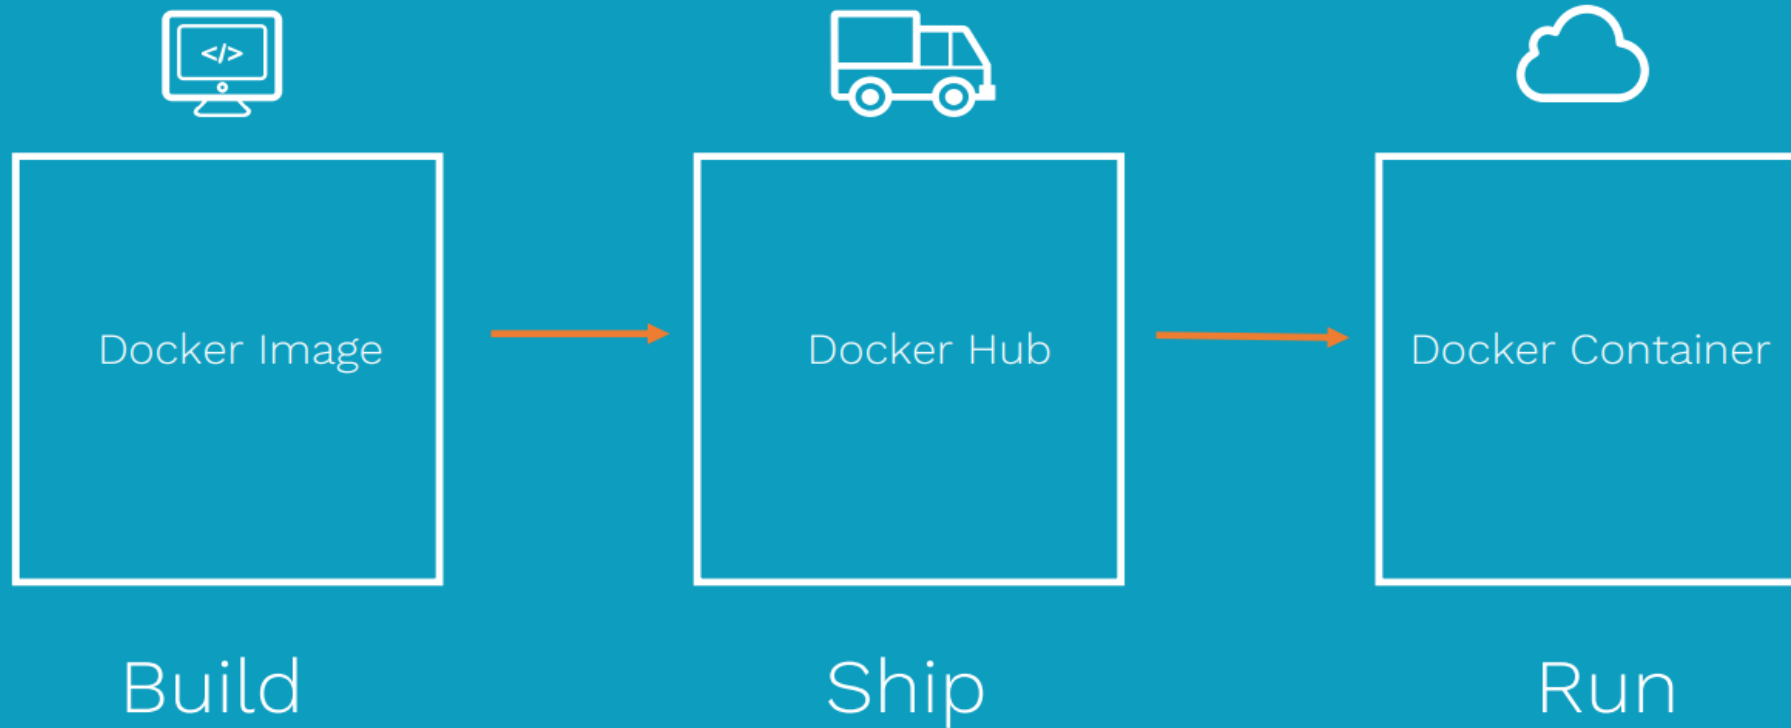 </>
Docker Image
Docker Hub
Docker Container
Build
Ship
Run